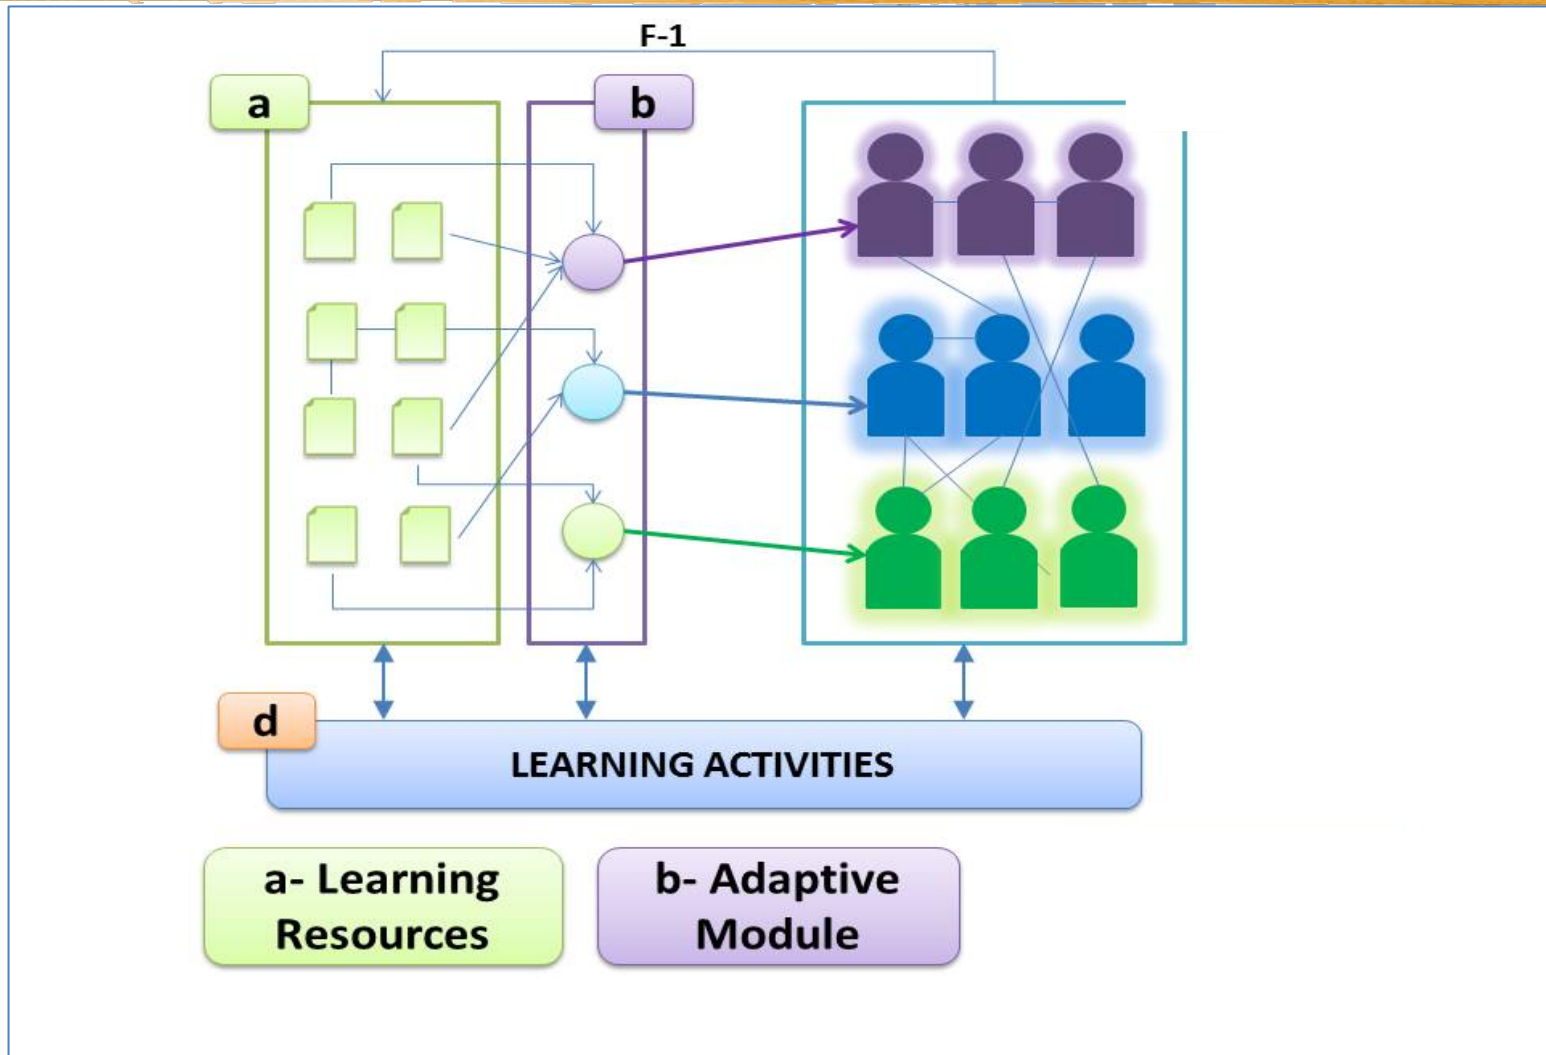 F-1
a
b
d
LEARNING ACTIVITIES
a- Learning
Resources
b- Adaptive
Module